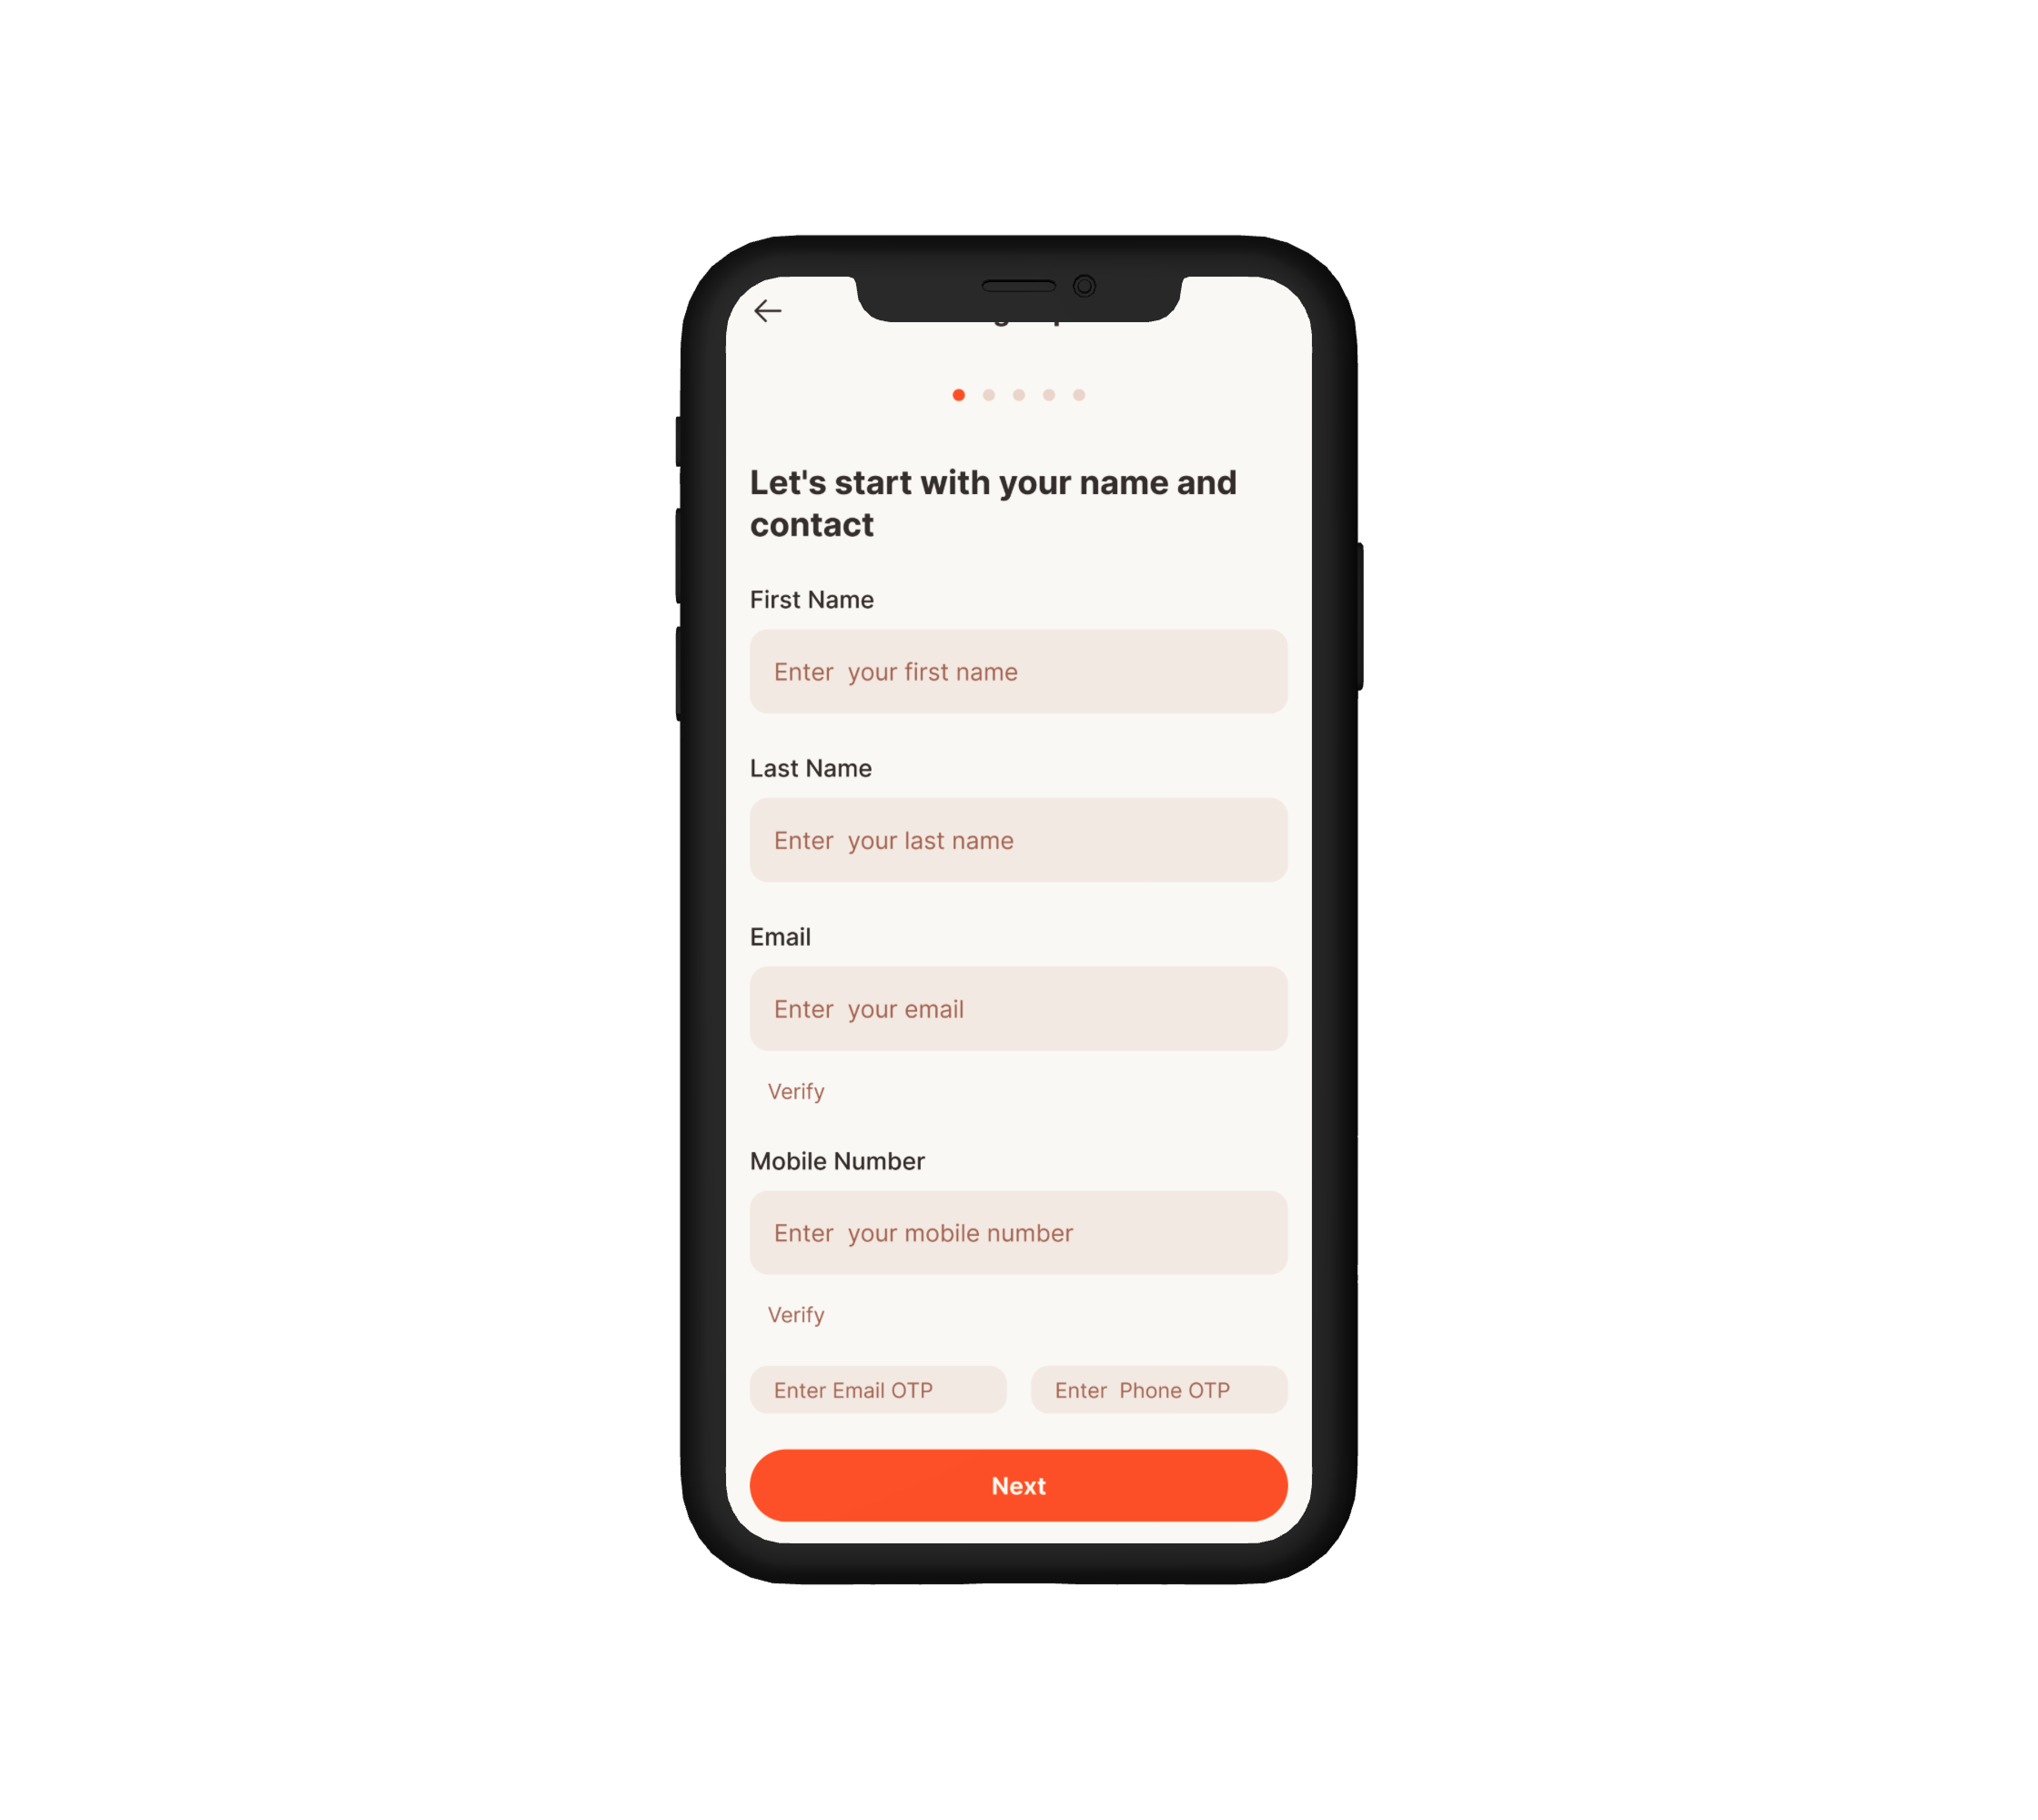 Let's start with your name and
contact
First Name
Enter  your first name
Last Name
Enter  your last name
Email
Enter  your email
Verify
Mobile Number
Enter  your mobile number
Verify
Enter Email OTP
Enter  Phone OTP
Next